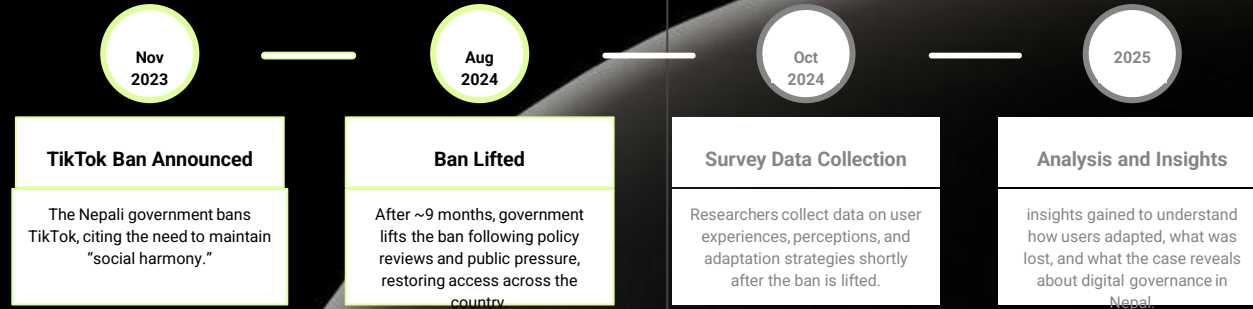 Nov
2023
Aug
2024
Oct
2024
2025
TikTok Ban Announced
The Nepali government bans
TikTok, citing the need to maintain
“social harmony.”
Ban Lifted
After ~9 months, government
lifts the ban following policy
reviews and public pressure,
restoring access across the
country.
Survey Data Collection
Researchers collect data on user
experiences, perceptions, and
adaptation strategies shortly
after the ban is lifted.
Analysis and Insights
insights gained to understand
how users adapted, what was
lost, and what the case reveals
about digital governance in
Nepal.